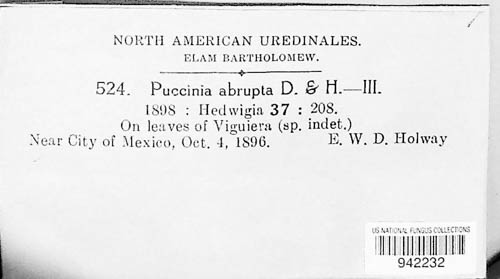 NORTH AMERICAN UREDINALES.
ELAM BARTHOLOMEW.
524. Puccinia abrupta D. & H.—III.
1898 : Hedwigia 37 : 208.
On leaves of Viguiera (sp. indet.)
Near City of Mexico, Oct. 4, 1896. E. W. D. Holway
US NATIONAL FUNGUS COLLECTIONS
942232